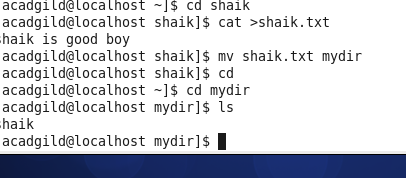 acadgild@localhost ~]$ cd shaik
acadgild@localhost shaik]$ cat >shaik.txt
shaik is good boy
acadgild@localhost shaik]$ mv shaik.txt mydir
acadgild@localhost shaik]$ cd
acadgild@localhost ~]$ cd mydir
acadgild@localhost mydir]$ ls
shaik
acadgild@localhost mydir]$